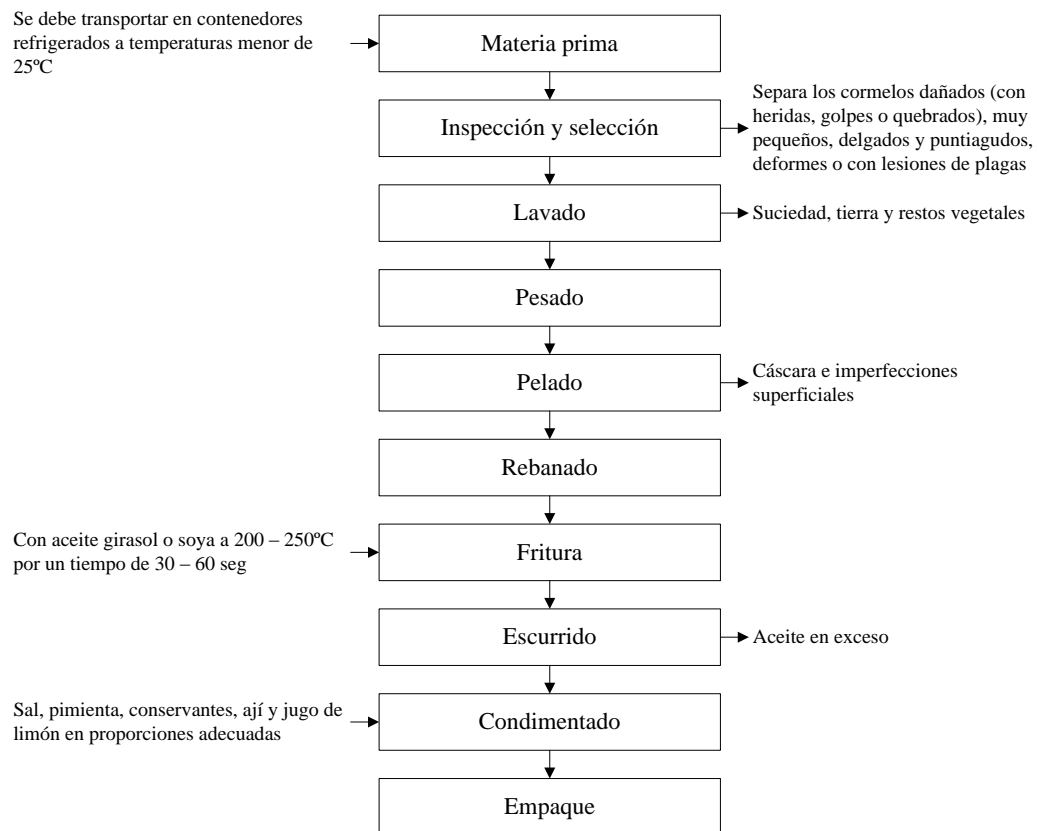 Se debe transportar en contenedores
refrigerados a temperaturas menor de
25ºC
Materia prima
Inspección y selección
Separa los cormelos dañados (con
heridas, golpes o quebrados), muy
pequeños, delgados y puntiagudos,
deformes o con lesiones de plagas
Lavado
Suciedad, tierra y restos vegetales
Pesado
Pelado
Cáscara e imperfecciones
superficiales
Rebanado
Con aceite girasol o soya a 200 – 250ºC
por un tiempo de 30 – 60 seg
Fritura
Escurrido
Aceite en exceso
Sal, pimienta, conservantes, ají y jugo de
limón en proporciones adecuadas
Condimentado
Empaque